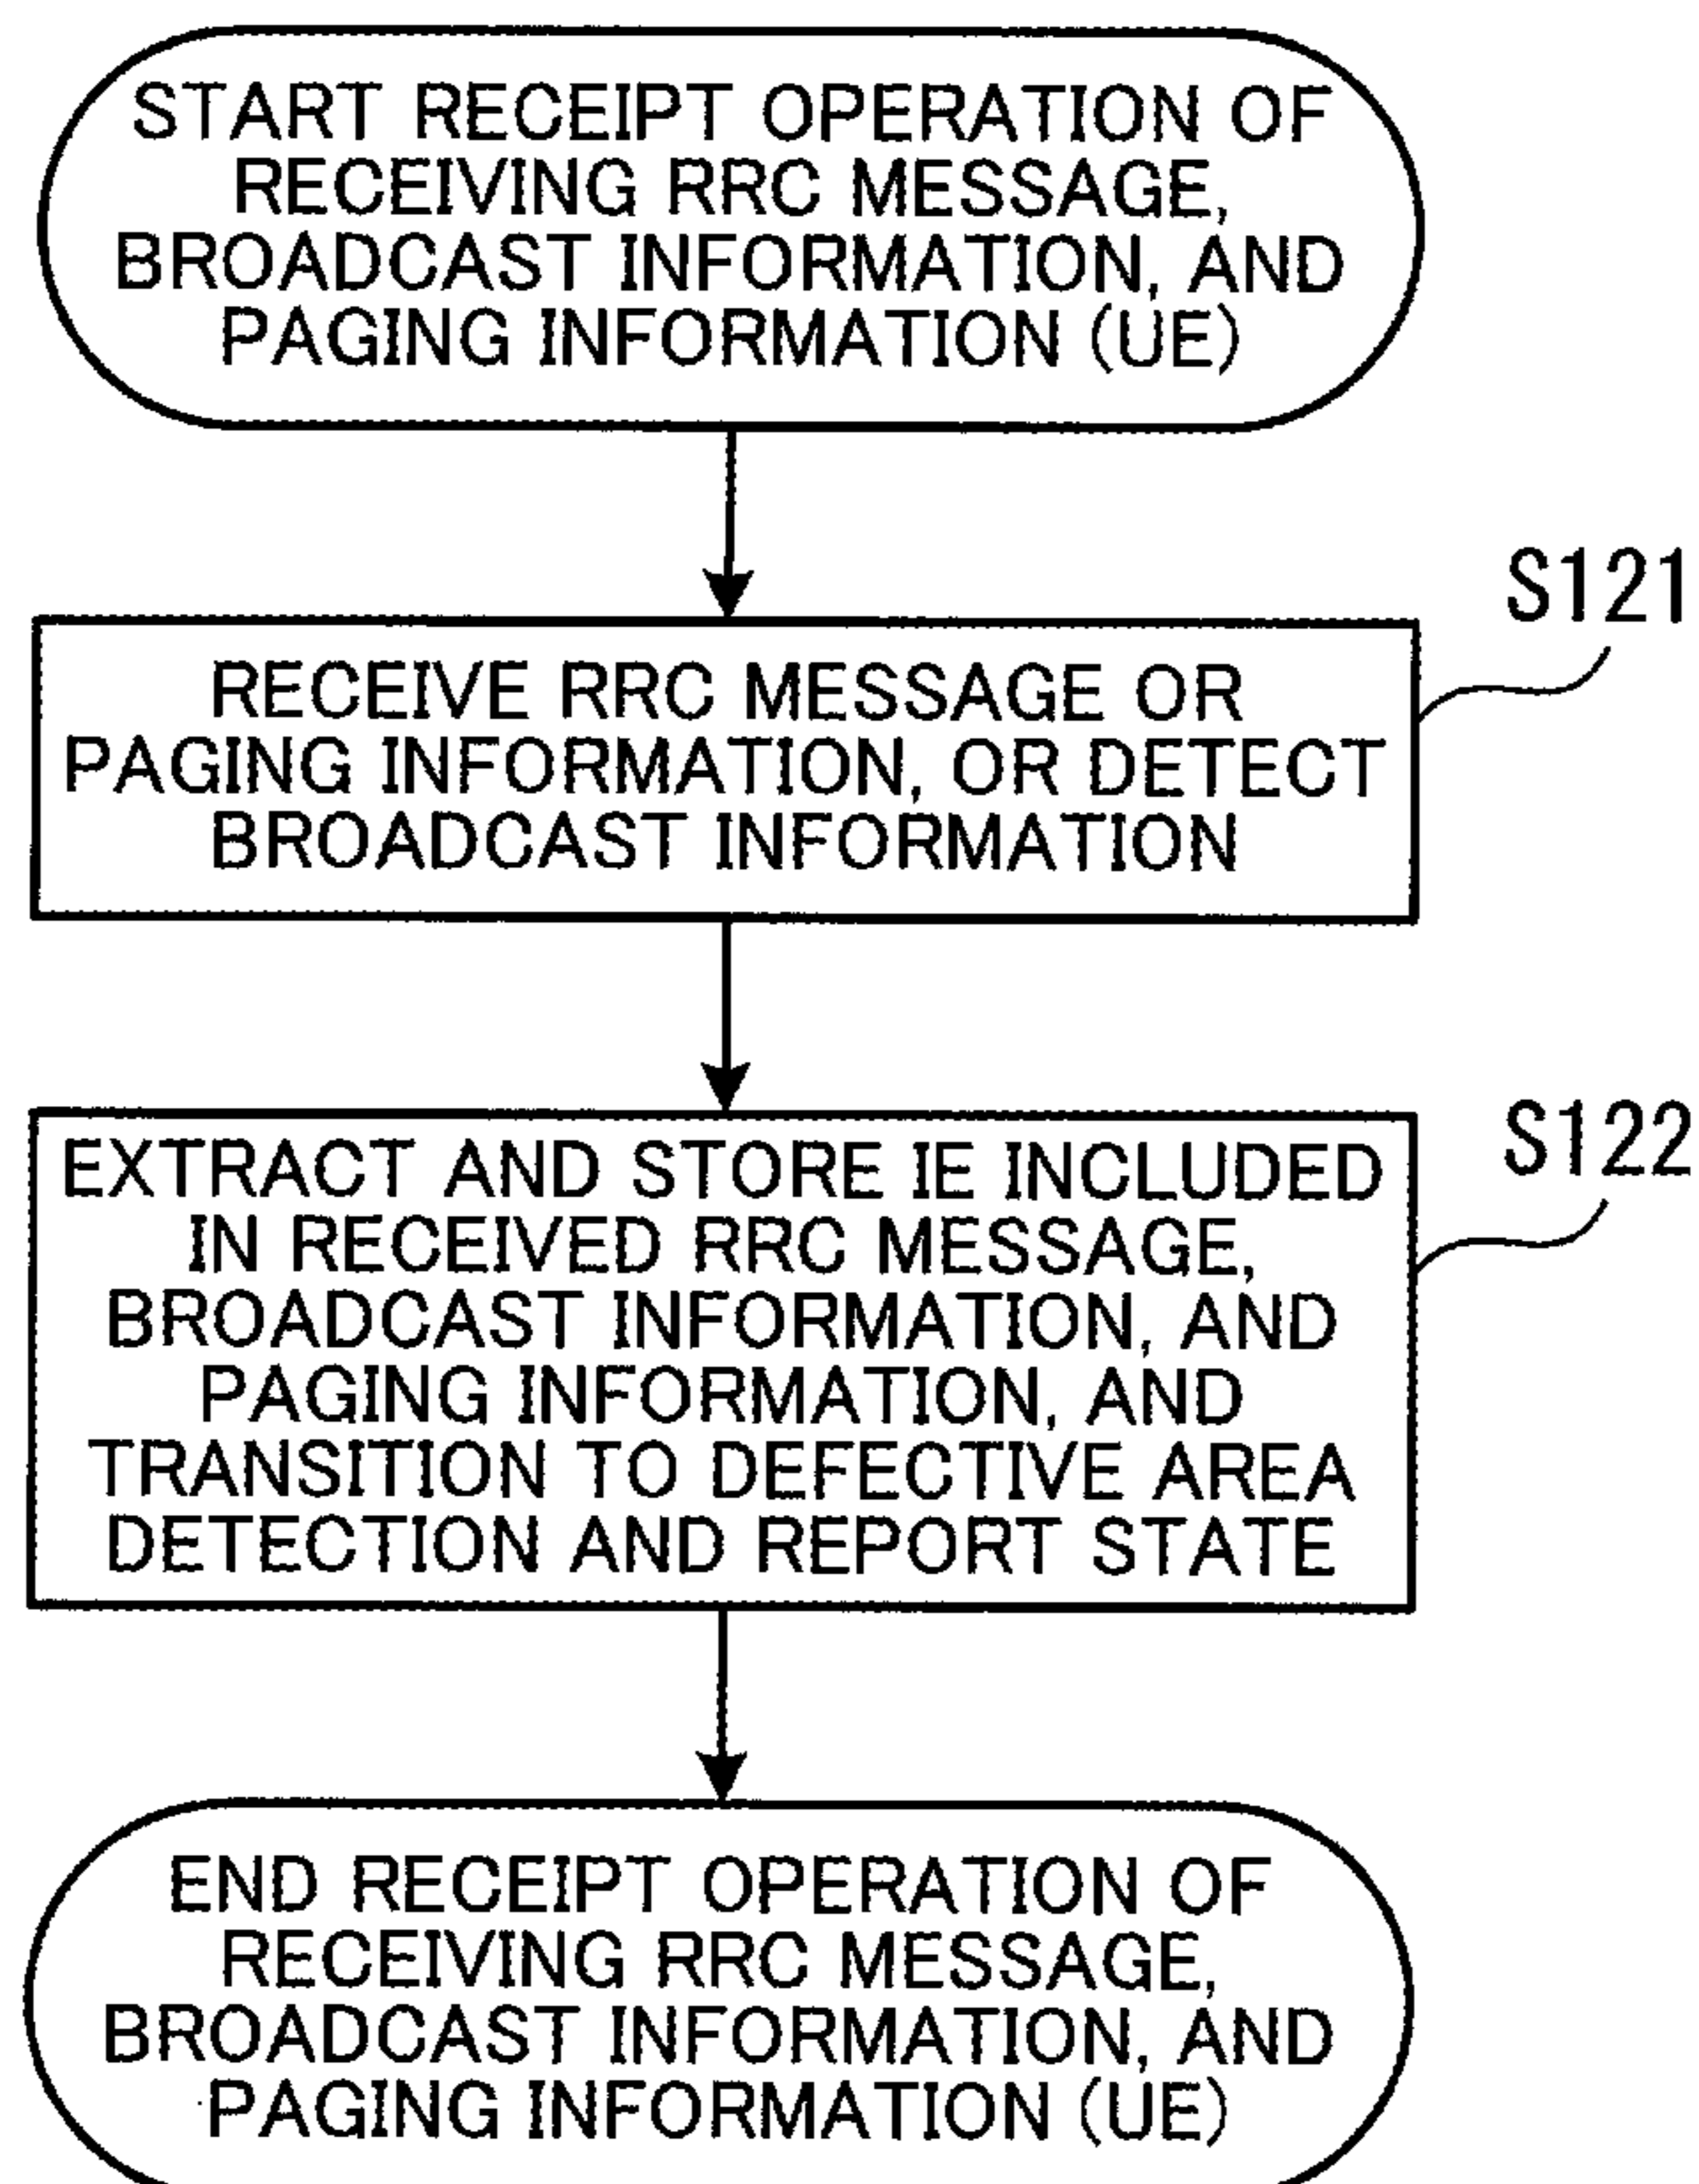 START RECEIPT OPERATION OF
RECEIVING RRC MESSAGE,
BROADCAST INFORMATION, AND
PAGING INFORMATION (UE)
S121
RECEIVE RRC MESSAGE OR
PAGING INFORMATION, OR DETECT
BROADCAST INFORMATION
S122
EXTRACT AND STORE IE INCLUDED
IN RECEIVED RRC MESSAGE,
BROADCAST INFORMATION, AND
PAGING INFORMATION, AND
TRANSITION TO DEFECTIVE AREA
DETECTION AND REPORT STATE
END RECEIPT OPERATION OF
RECEIVING RRC MESSAGE,
BROADCAST INFORMATION, AND
PAGING INFORMATION (UE)